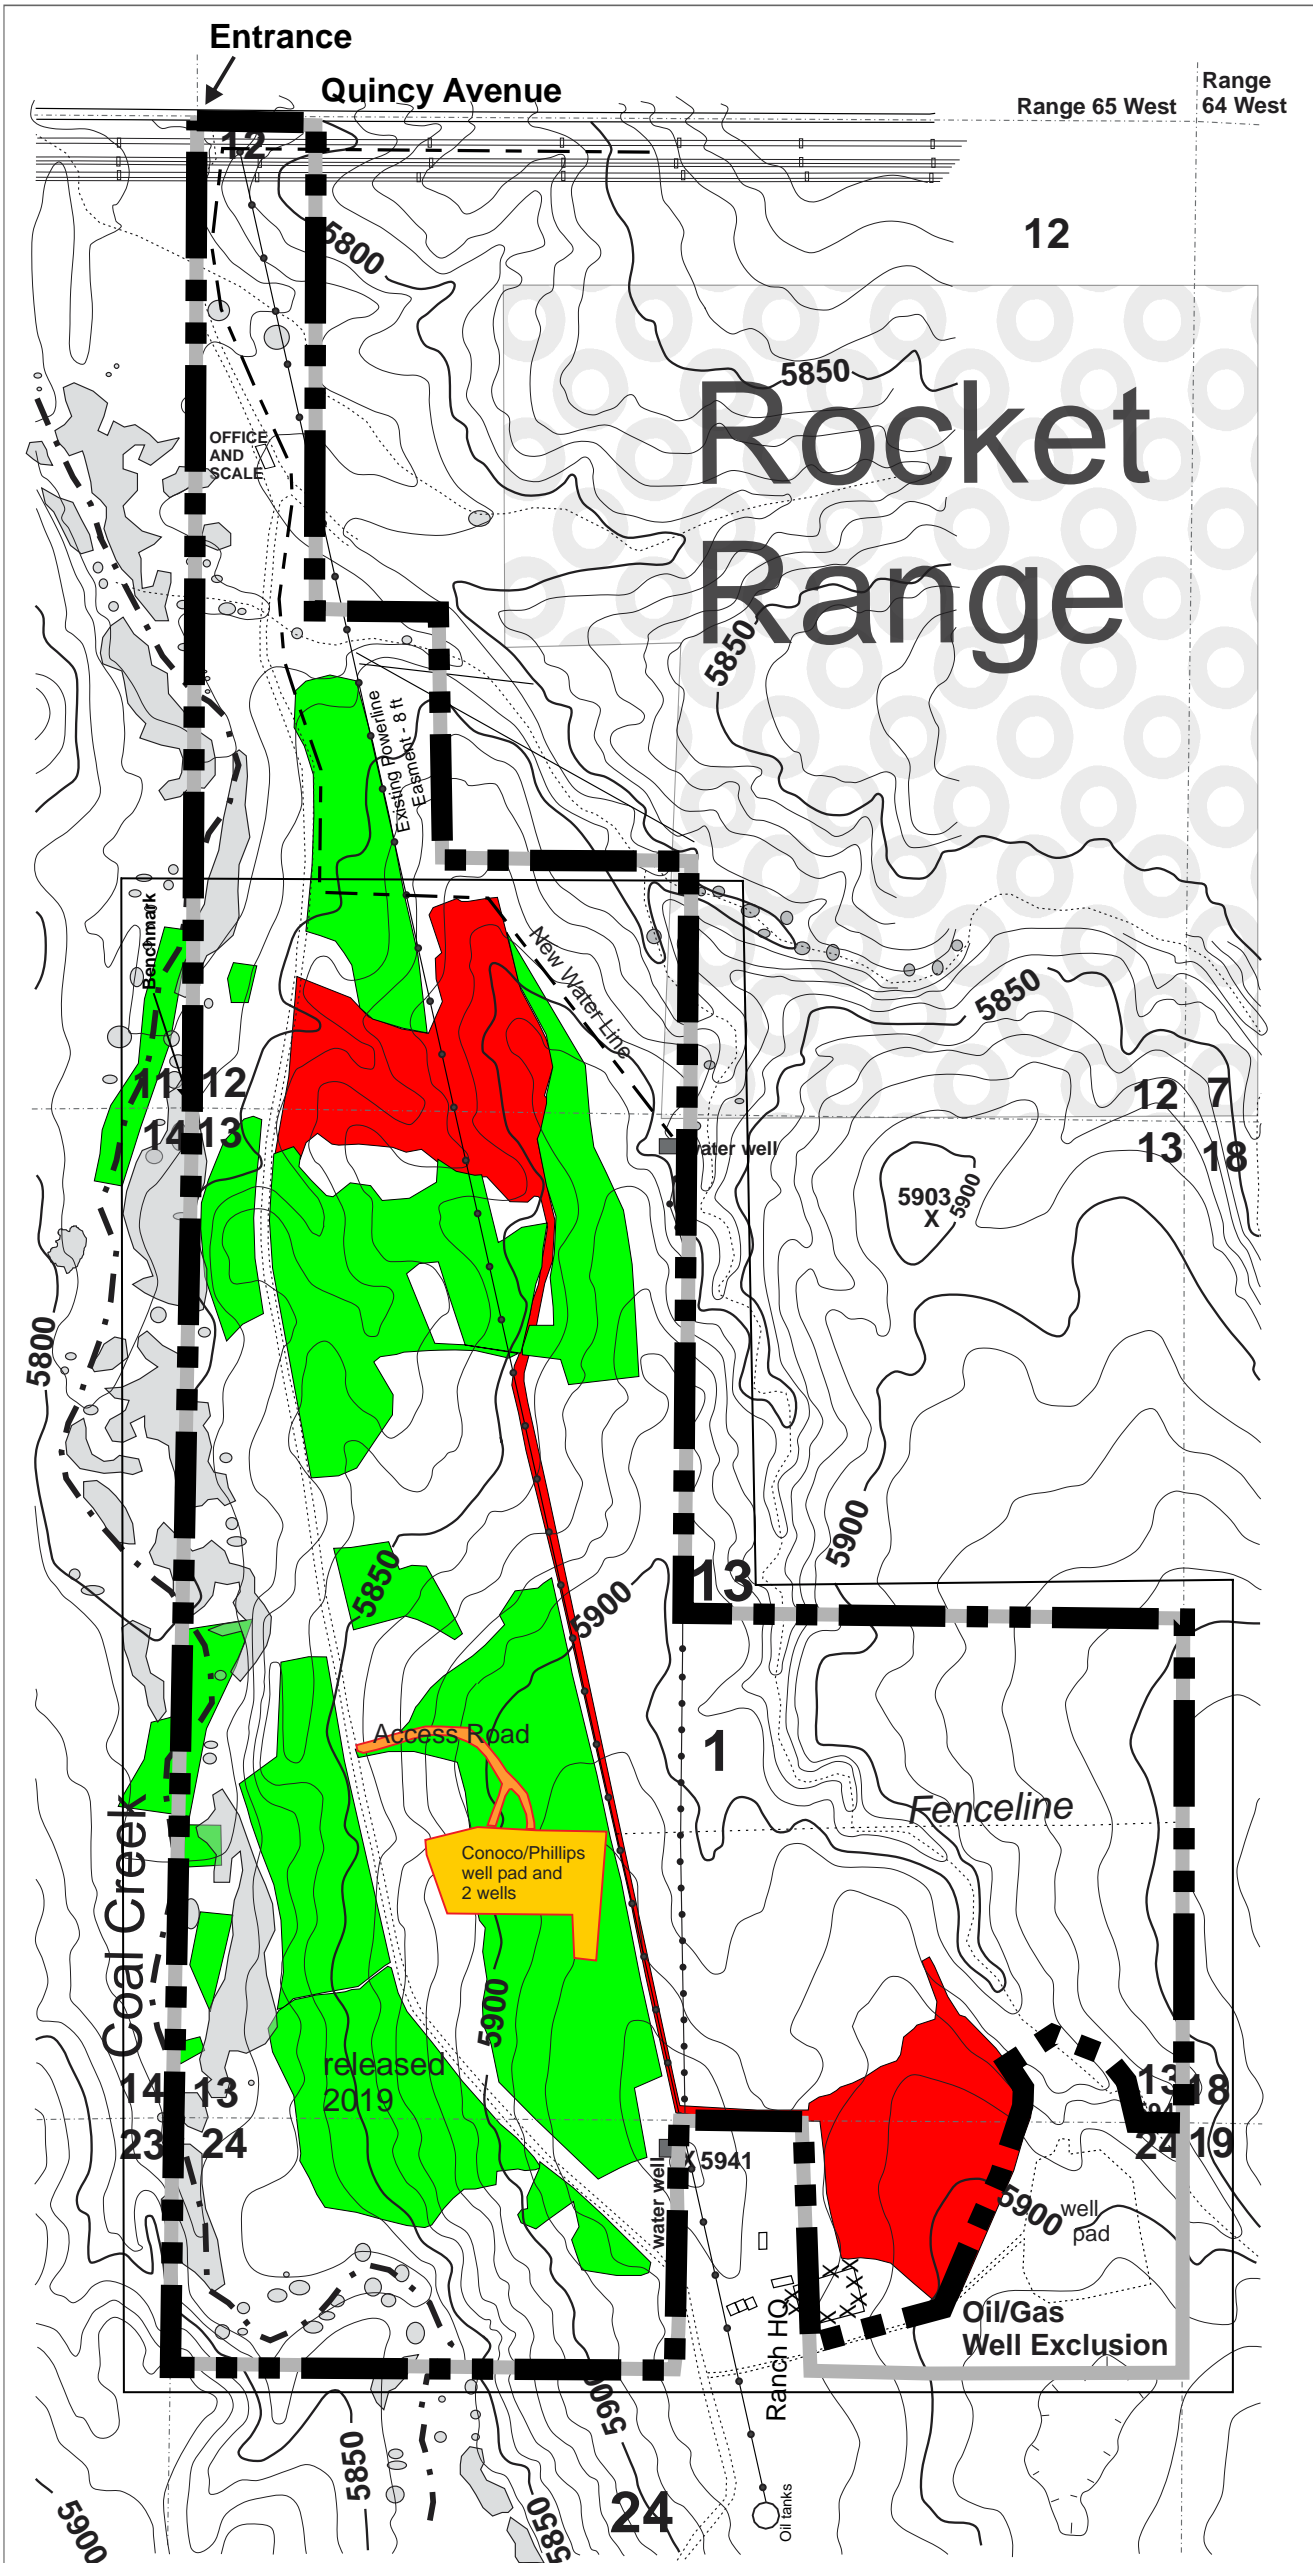 Entrance
Quincy Avenue
Range 65 West
Range
64 West
12
12
5800
5850
Rocket
Range
OFFICE
AND
SCALE
5850
Existing Powerline
Easment - 8 ft
Benchmark
New Water Line
5850
11 12
14 13
12 7
13 18
water well
5903
X
5900
5800
5900
13
5850
5900
Access Road
1
Fenceline
Conoco/Phillips
well pad and
2 wells
Coal Creek
5900
released
2019
14 13
23 24
13 18
24 19
X 5941
water well
5900
well
pad
Ranch HQ
Oil/Gas
Well Exclusion
5900
5850
5900
5850
24
Oil tanks